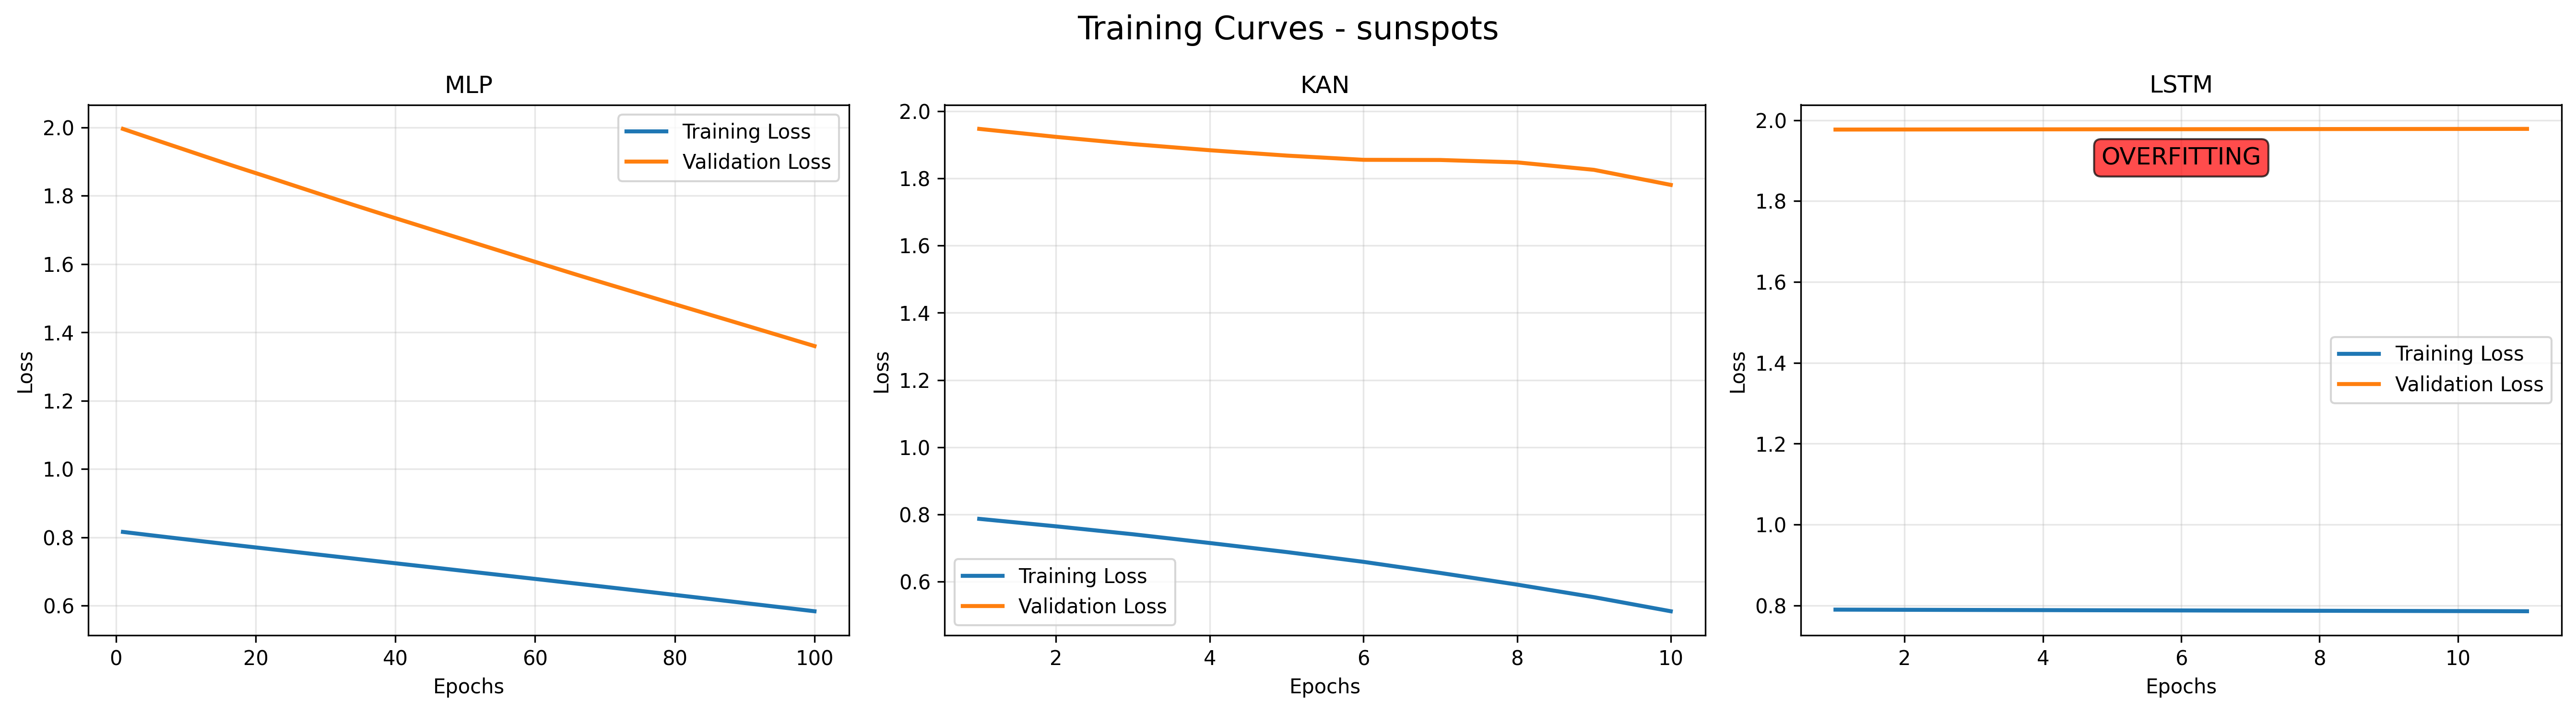 Training Curves - sunspots
MLP
2.0
1.8
1.6
1.4
1.2
1.0
0.8
0.6
Loss
0 20 40 60 80 100
Epochs
Training Loss
Validation Loss
KAN
2.0
1.8
1.6
1.4
1.2
1.0
0.8
0.6
Loss
2 4 6 8 10
Epochs
Training Loss
Validation Loss
LSTM
2.0
1.8
1.6
1.4
1.2
1.0
0.8
Loss
2 4 6 8 10
Epochs
OVERFITTING
Training Loss
Validation Loss